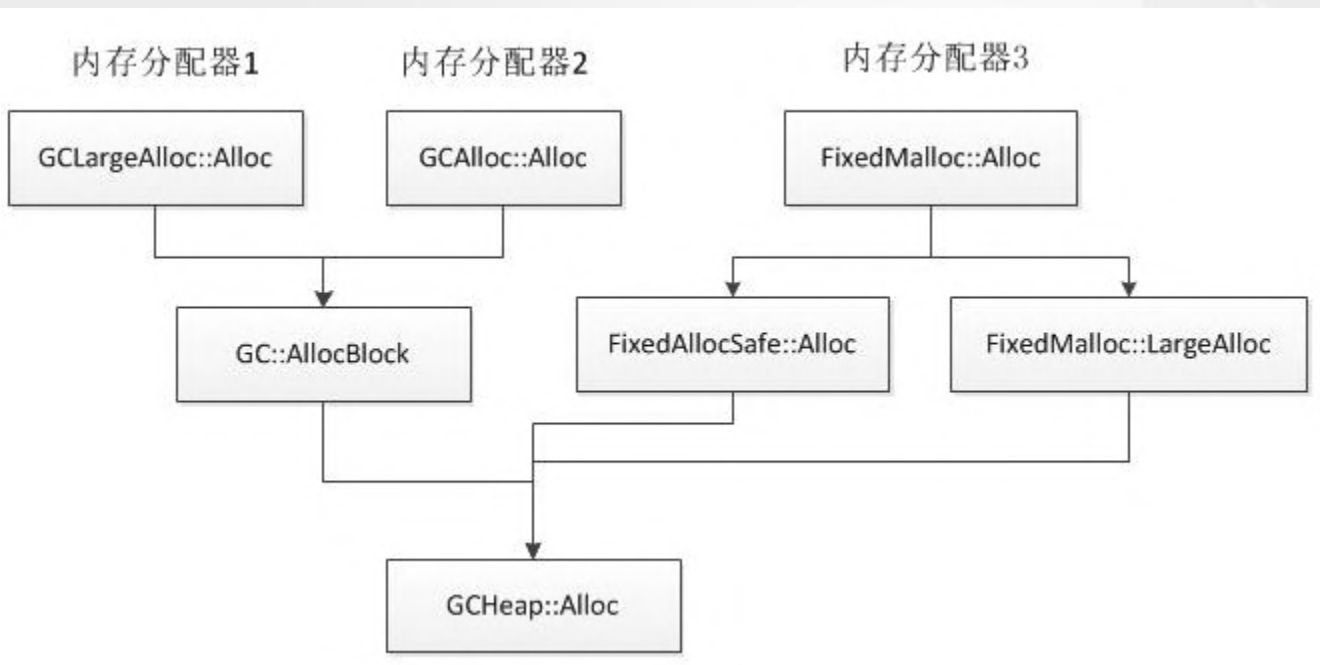 内存分配器1
内存分配器2
内存分配器3
GCLargeAlloc::Alloc
GCAlloc::Alloc
FixedMalloc::Alloc
GC::AllocBlock
FixedAllocSafe::Alloc
FixedMalloc::LargeAlloc
GCHeap::Alloc